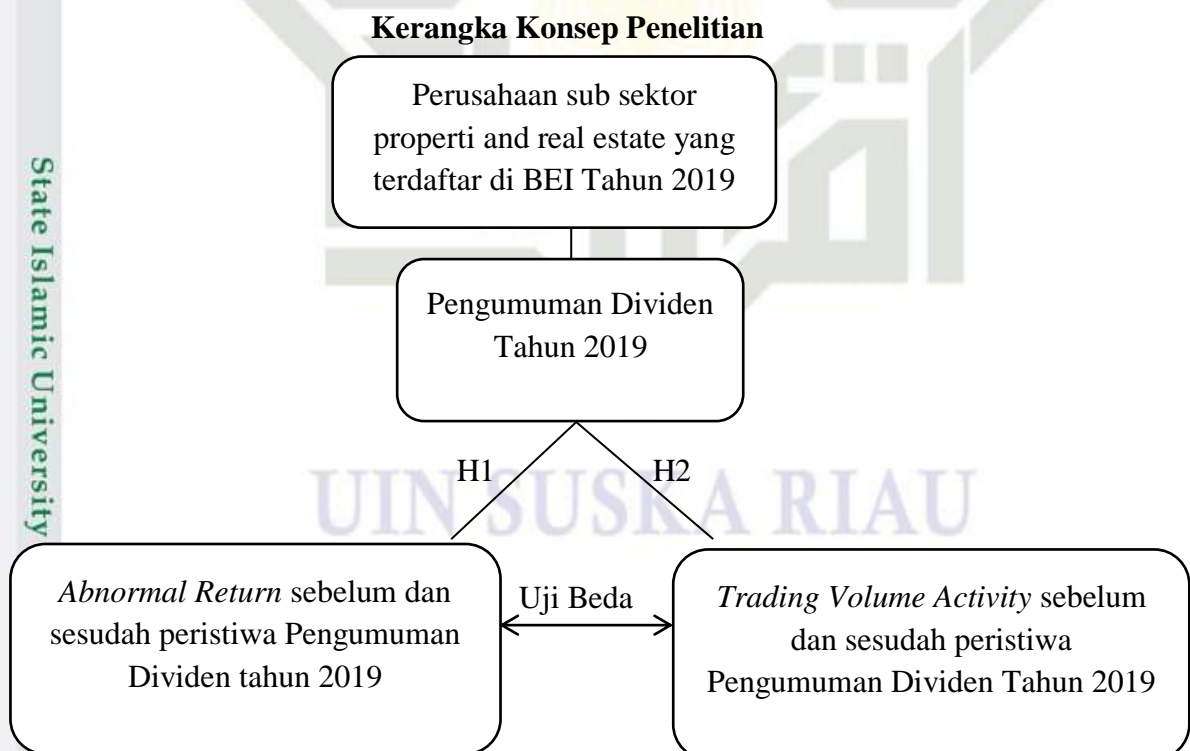 Kerangka Konsep Penelitian
Perusahaan sub sektor
properti and real estate yang
terdaftar di BEI Tahun 2019
Pengumuman Dividen
Tahun 2019
H1
H2
UIN SUSKA RIAU
Abnormal Return sebelum dan
sesudah peristiwa Pengumuman
Dividen tahun 2019
Uji Beda
Trading Volume Activity sebelum
dan sesudah peristiwa
Pengumuman Dividen Tahun 2019
State Islamic University